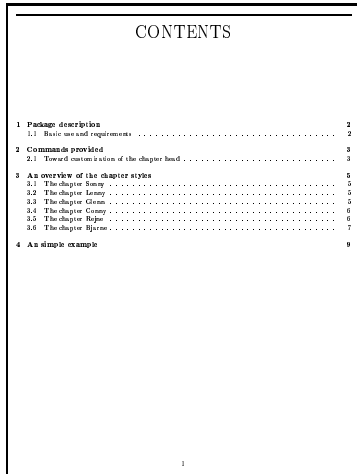 CONTENTS
1 Package description 2
1.1 Basic use and requirements . . . . . . . . . . . . . . . . . . . . . . . . . . . . . . 2
2 Commands provided 3
2.1 Toward customization of the chapter head . . . . . . . . . . . . . . . . . . . . . . 3
3 An overview of the chapter styles 5
3.1 The chapter Sonny . . . . . . . . . . . . . . . . . . . . . . . . . . . . . . . . . . 5
3.2 The chapter Lenny . . . . . . . . . . . . . . . . . . . . . . . . . . . . . . . . . . 5
3.3 The chapter Glenn . . . . . . . . . . . . . . . . . . . . . . . . . . . . . . . . . . 5
3.4 The chapter Conny . . . . . . . . . . . . . . . . . . . . . . . . . . . . . . . . . . 6
3.5 The chapter Rejne . . . . . . . . . . . . . . . . . . . . . . . . . . . . . . . . . . 6
3.6 The chapter Bjarne . . . . . . . . . . . . . . . . . . . . . . . . . . . . . . . . . . 7
4 An simple example 9
1